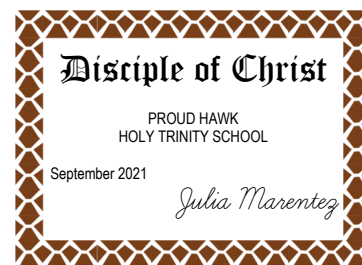 Disciple of Christ
PROUD HAWK
HOLY TRINITY SCHOOL
September 2021
Julia Marentez